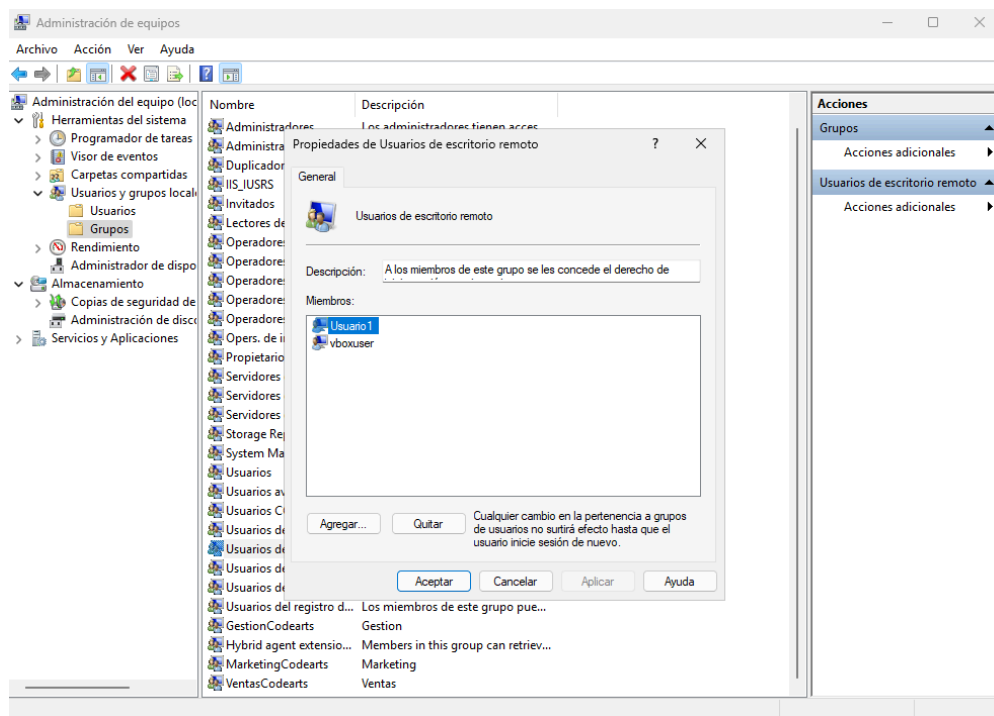 Administración de equipos
Archivo Acción Ver Ayuda
Administración del equipo (loc
Herramientas del sistema
Programador de tareas
Visor de eventos
Carpetas compartidas
Usuarios y grupos locale
Usuarios
Grupos
Rendimiento
Administrador de dispo
Almacenamiento
Copias de seguridad de
Administración de disco
Servicios y Aplicaciones
Nombre Descripción
Administradores Los administradores tienen acces...
Administra
Duplicador
IIS_IUSRS
Invitados
Lectores de
Operadores
Operadores
Operadores
Operadores
Operadores
Opers. de i
Propietario
Servidores
Servidores
Servidores
Storage Rep
System Ma
Usuarios
Usuarios av
Usuarios C
Usuarios de
Usuarios de
Usuarios de
Usuarios de
Usuarios del registro d... Los miembros de este grupo pue...
GestionCodearts Gestion
Hybrid agent extensio... Members in this group can retriev...
MarketingCodearts Marketing
VentasCodearts Ventas
Propiedades de Usuarios de escritorio remoto ?
General
Usuarios de escritorio remoto
Descripción: A los miembros de este grupo se les concede el derecho de
Miembros:
Usuario1
vboxuser
Agregar... Quitar
Cualquier cambio en la pertenencia a grupos
de usuarios no surtirá efecto hasta que el
usuario inicie sesión de nuevo.
Aceptar Cancelar Aplicar Ayuda
Acciones
Grupos
Acciones adicionales
Usuarios de escritorio remoto
Acciones adicionales